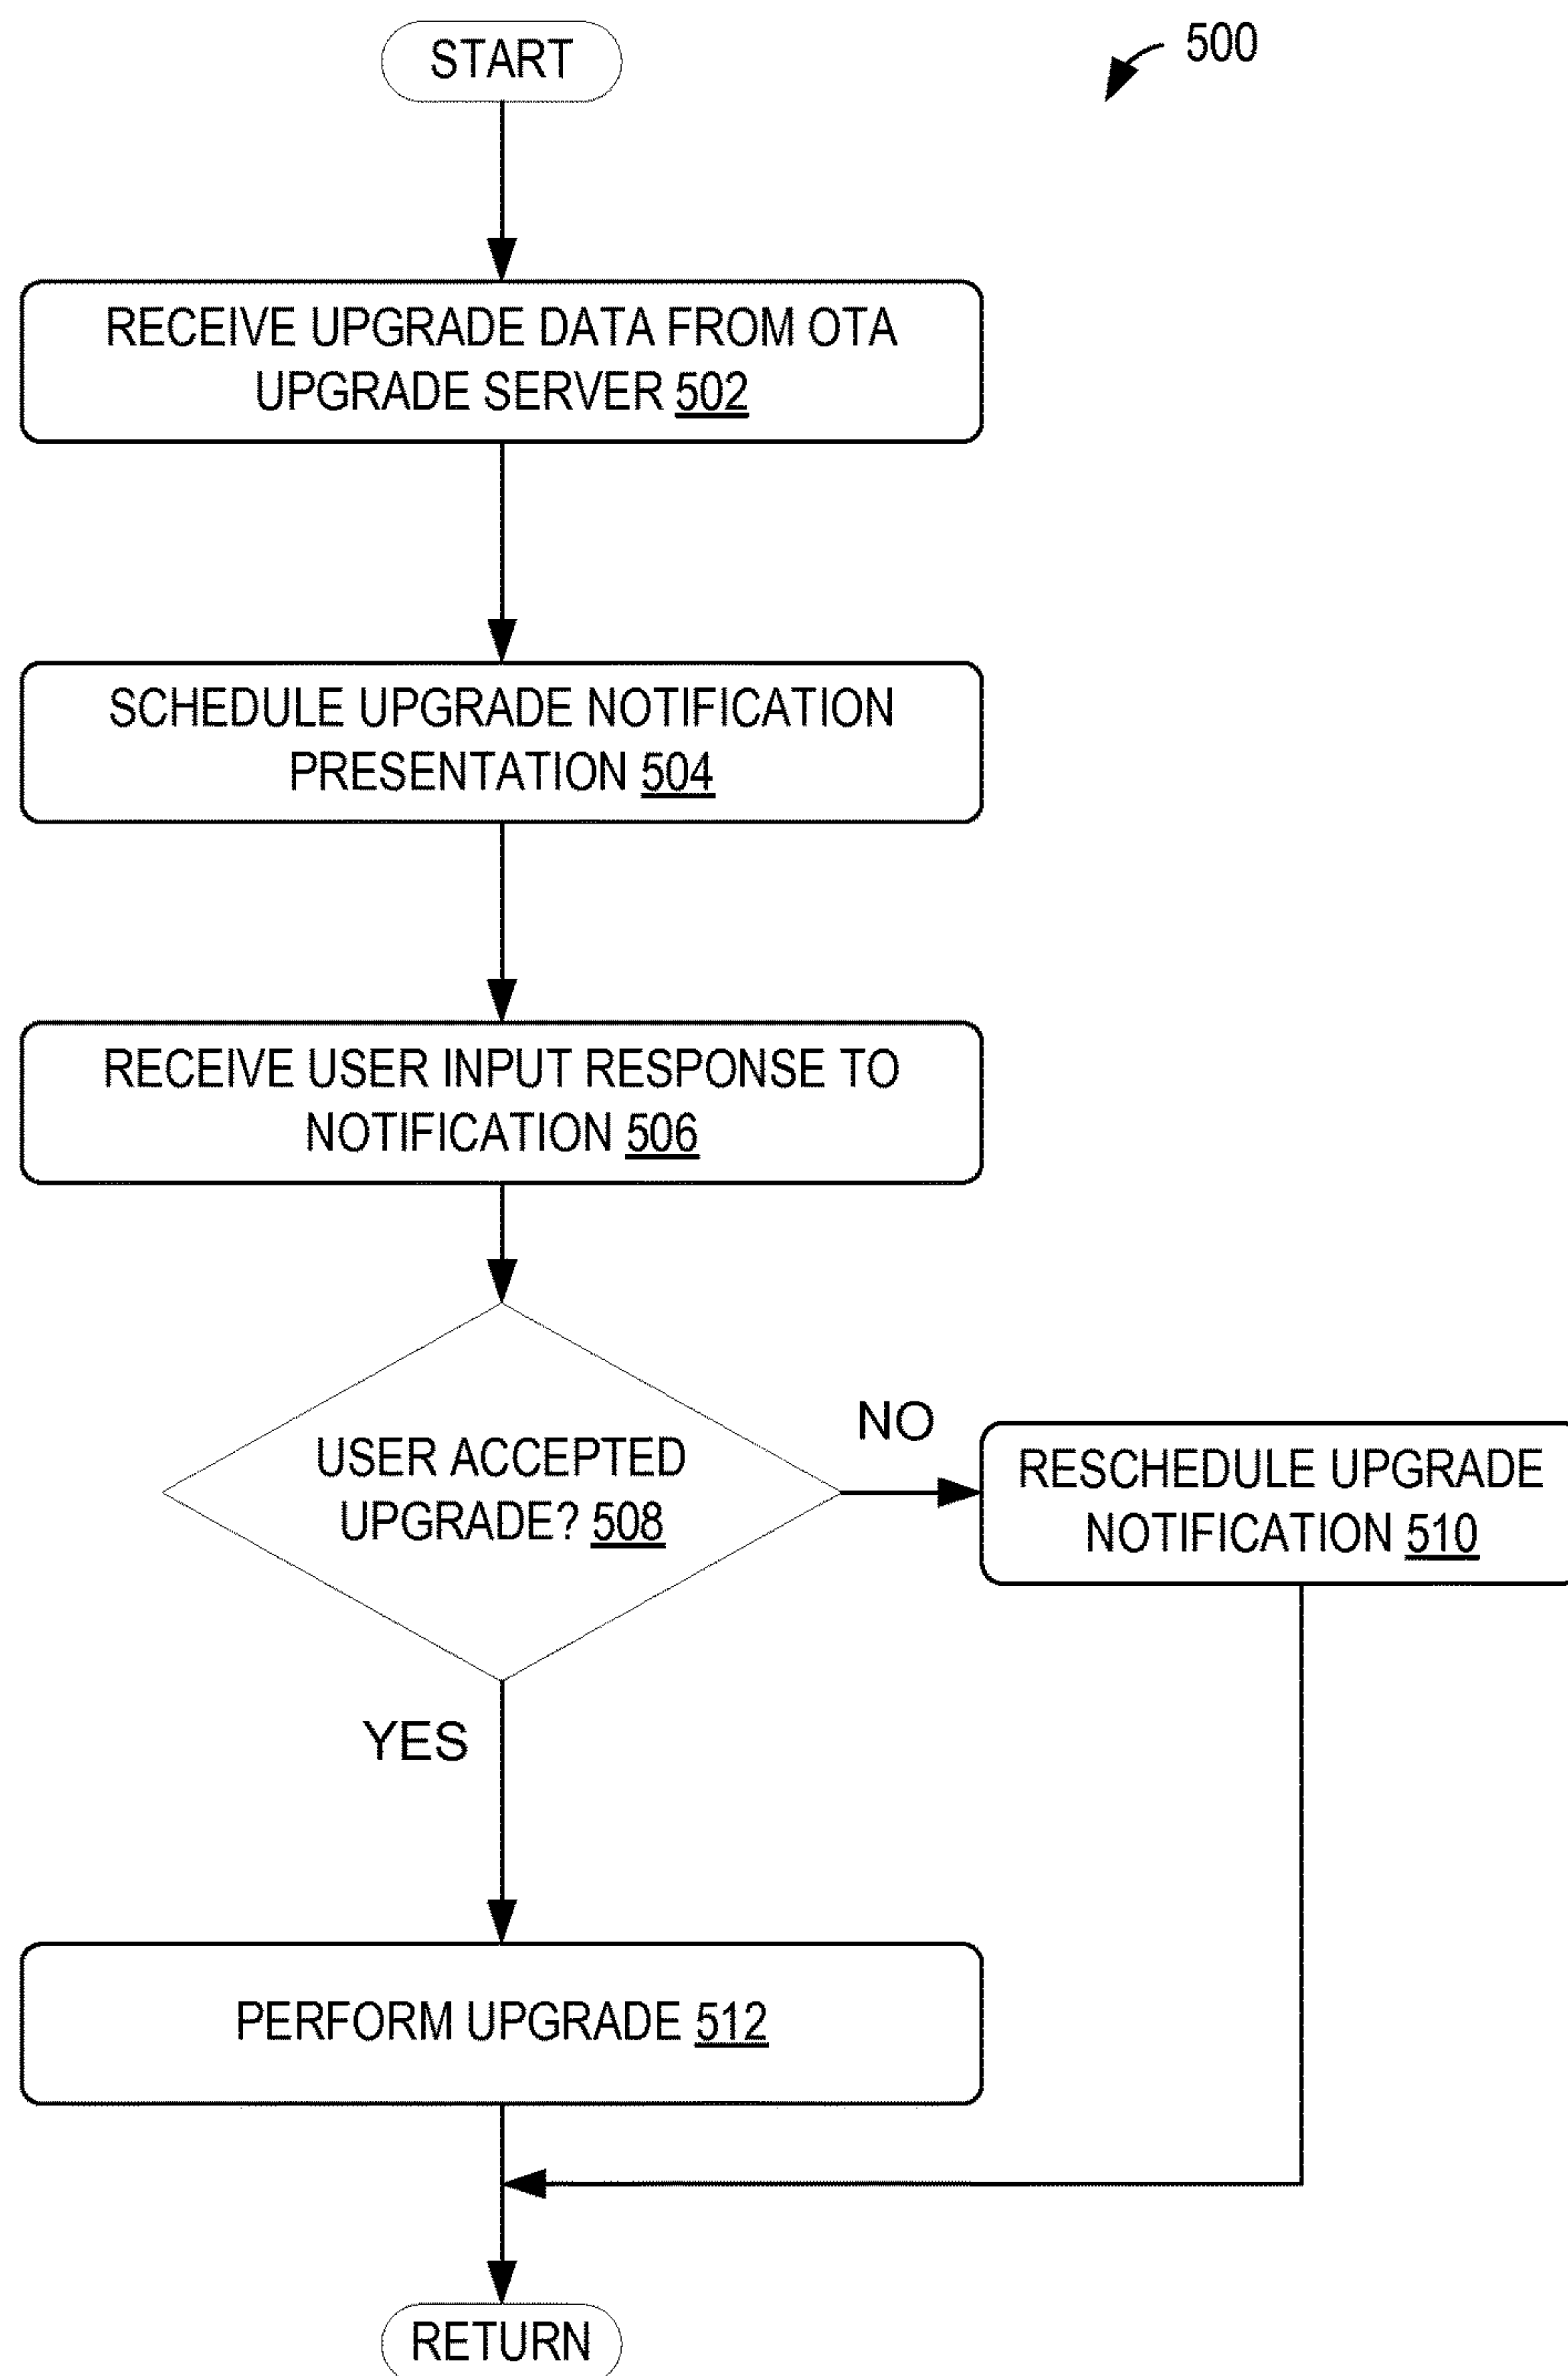 START
500
RECEIVE UPGRADE DATA FROM OTA
UPGRADE SERVER 502
SCHEDULE UPGRADE NOTIFICATION
PRESENTATION 504
RECEIVE USER INPUT RESPONSE TO
NOTIFICATION 506
USER ACCEPTED
UPGRADE? 508
NO
RESCHEDULE UPGRADE
NOTIFICATION 510
YES
PERFORM UPGRADE 512
RETURN